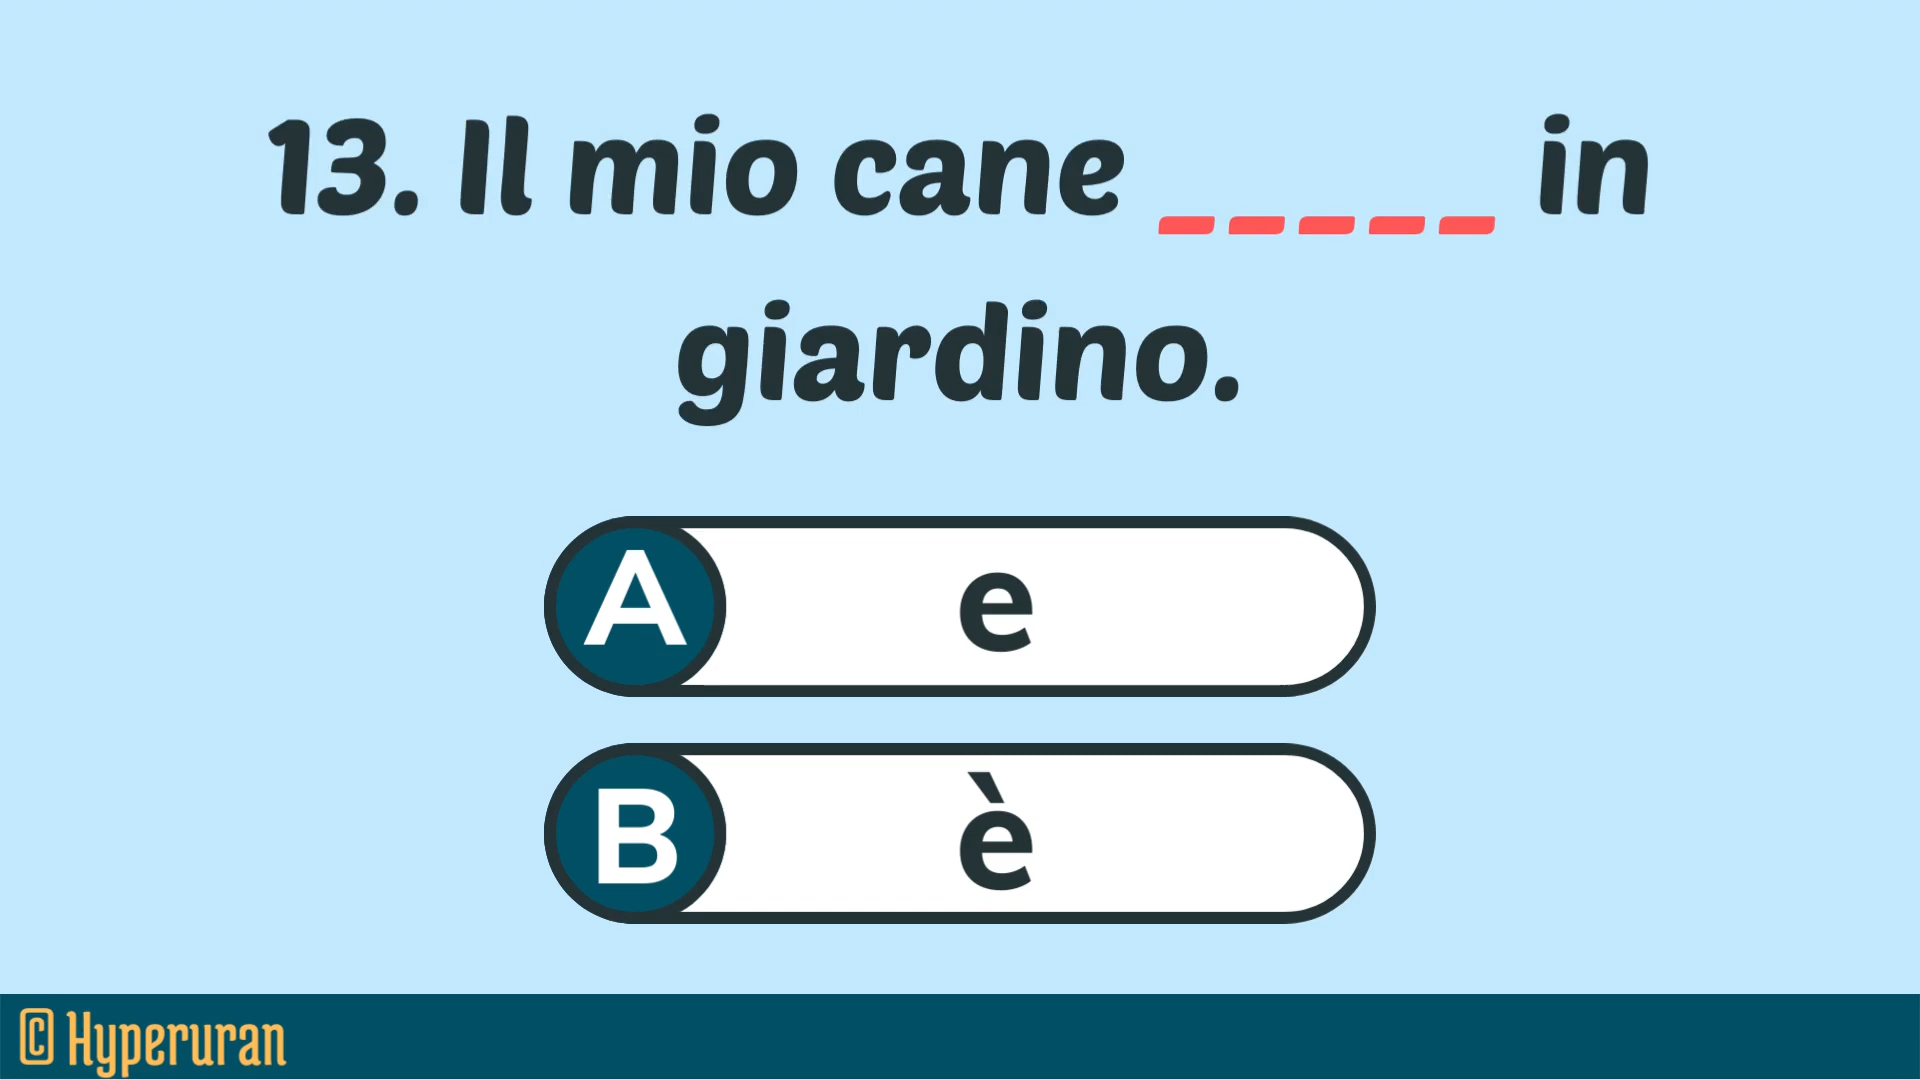 13. Il mio cane _____ in
giardino.
A e
B è
© Hyperuran